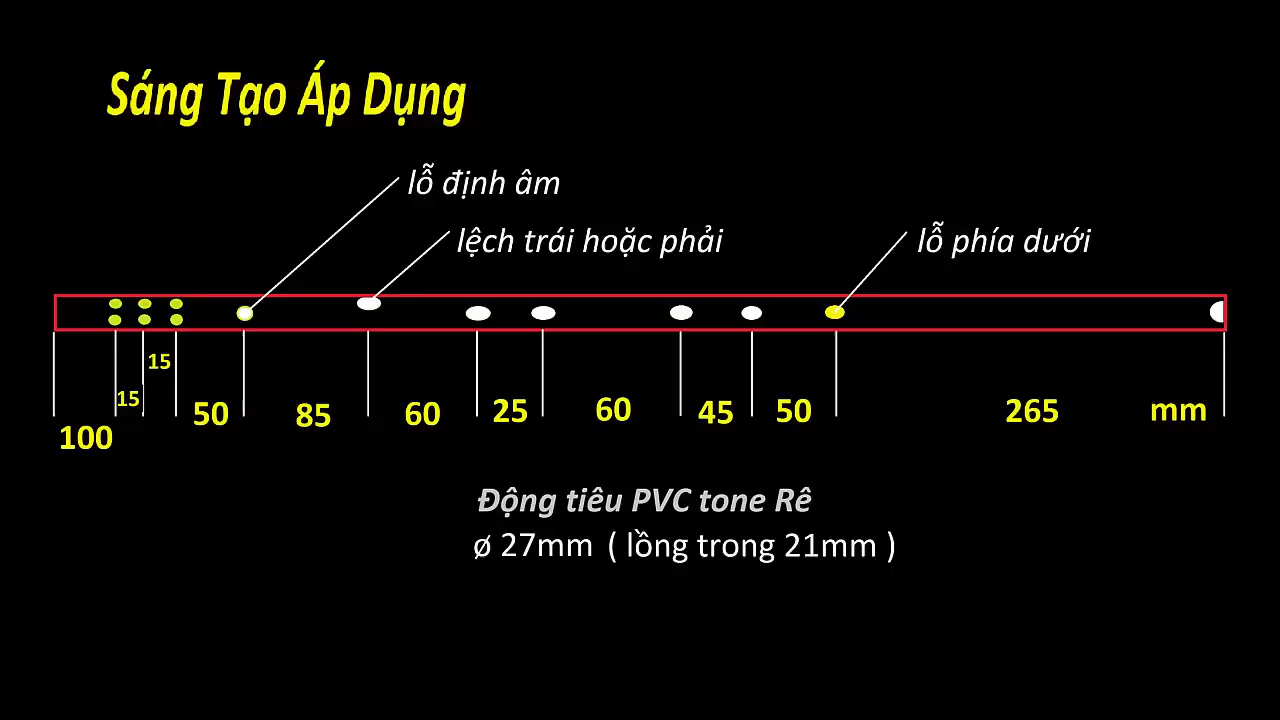 Sáng Tạo Áp Dụng
lỗ định âm
lệch trái hoặc phải
lỗ phía dưới
15
15
100
50
85
60
25
60
45
50
265
mm
Động tiêu PVC tone Rê
ø 27mm ( lồng trong 21mm )